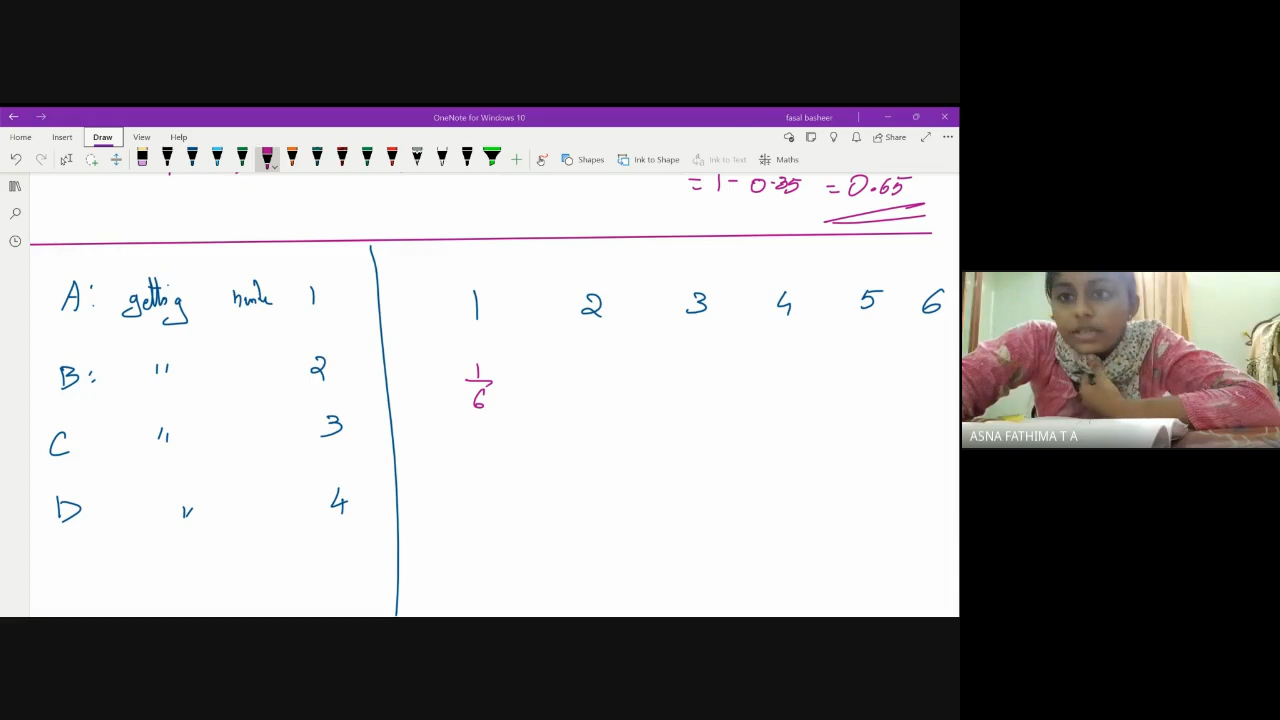 OneNote for Windows 10
fasal basheer
Home Insert Draw View Help
Share
Shapes Ink to Shape Ink to Text Maths
= 1 - 0.35 = 0.65
A: getting 1
1 2 3 4 5 6
B: " 2
1/6
C " 3
D " 4
ASNA FATHIMA T A